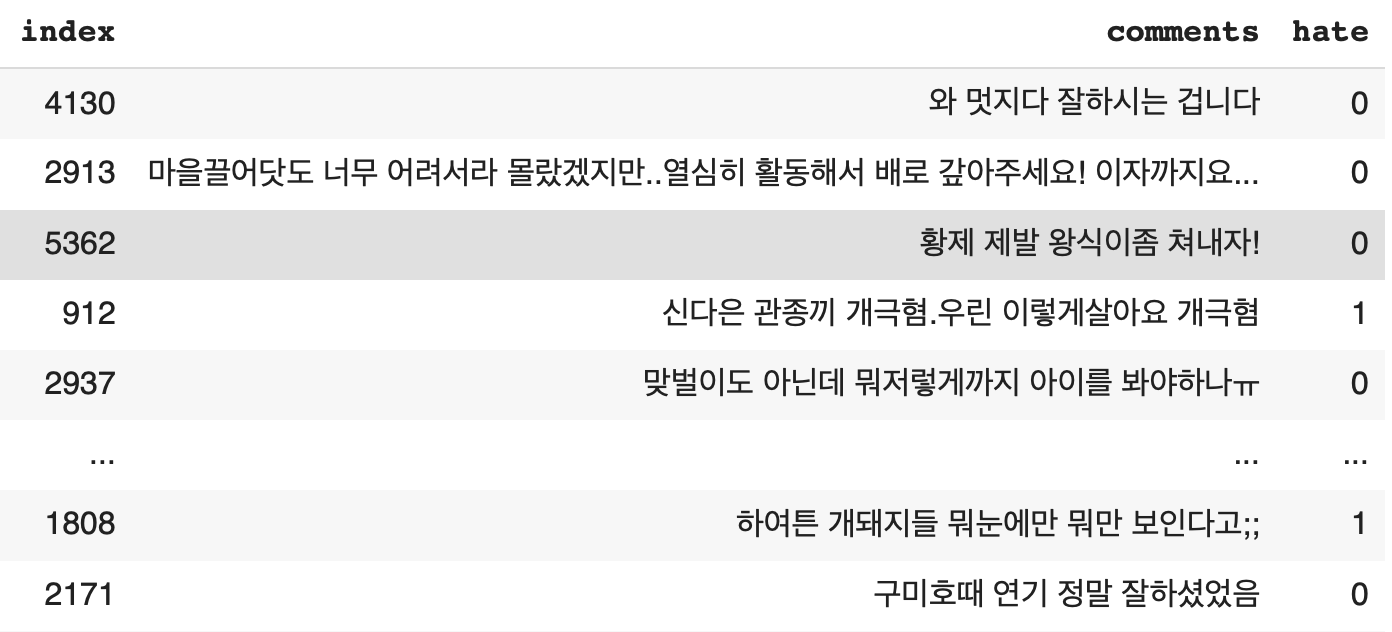 index comments hate
4130 와 멋지다 잘하시는 겁니다 0
2913 마을끌어닷도 너무 어려서라 몰랐겠지만..열심히 활동해서 배로 갚아주세요! 이자까지요... 0
5362 황제 제발 왕식이좀 쳐내자! 0
912 신다은 관종끼 개극혐.우린 이렇게살아요 개극혐 1
2937 맞벌이도 아닌데 뭐저렇게까지 아이를 봐야하나ㅠ 0
... ... ...
1808 하여튼 개돼지들 뭐눈에만 뭐만 보인다고;; 1
2171 구미호때 연기 정말 잘하셨었음 0